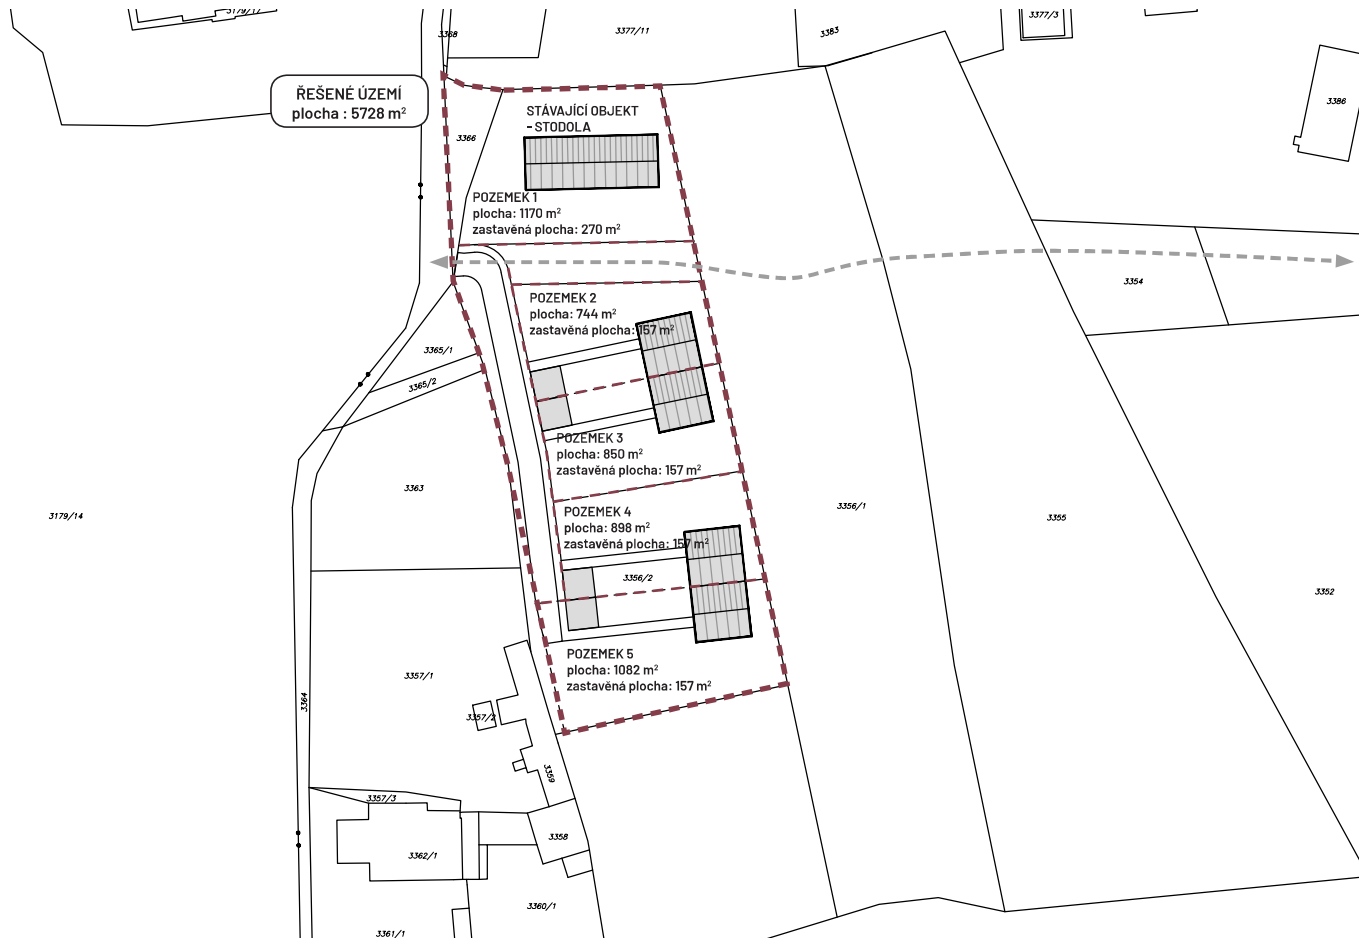 3179/17
3368
3377/11
3383
3377/3
ŘEŠENÉ ÚZEMÍ
plocha : 5728 m²
STÁVAJÍCÍ OBJEKT
- STODOLA
3386
3366
POZEMEK 1
plocha: 1170 m²
zastavěná plocha: 270 m²
3354
POZEMEK 2
plocha: 744 m²
zastavěná plocha: 157 m²
3365/1
3365/2
POZEMEK 3
plocha: 850 m²
zastavěná plocha: 157 m²
3363
3179/14
3356/1
3355
POZEMEK 4
plocha: 898 m²
zastavěná plocha: 157 m²
3356/2
3352
POZEMEK 5
plocha: 1082 m²
zastavěná plocha: 157 m²
3357/1
3364
3357/2
3359
3357/3
3358
3362/1
3360/1
3361/1